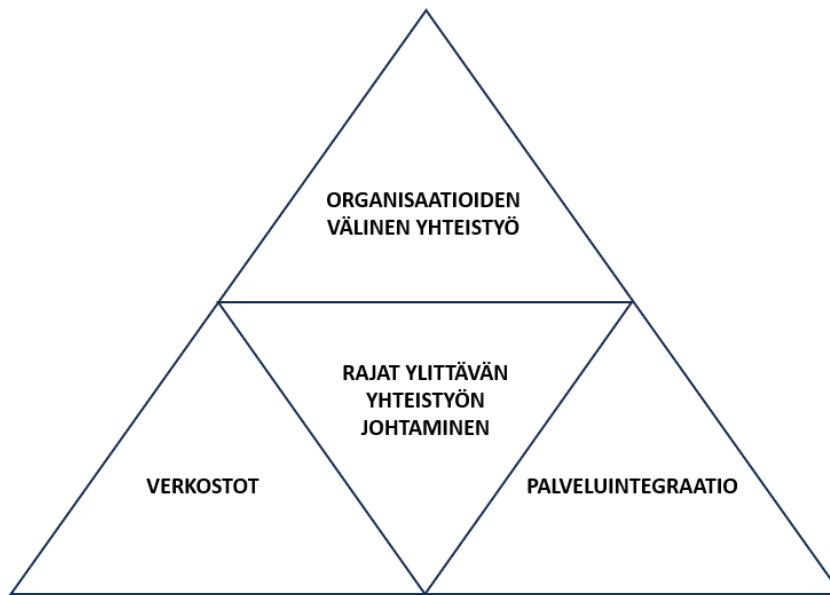 ORGANISAATIOIDEN
VÄLINEN YHTEISTYÖ
RAJAT YLITTÄVÄN
YHTEISTYÖN
JOHTAMINEN
VERKOSTOT
PALVELUINTEGRAATIO